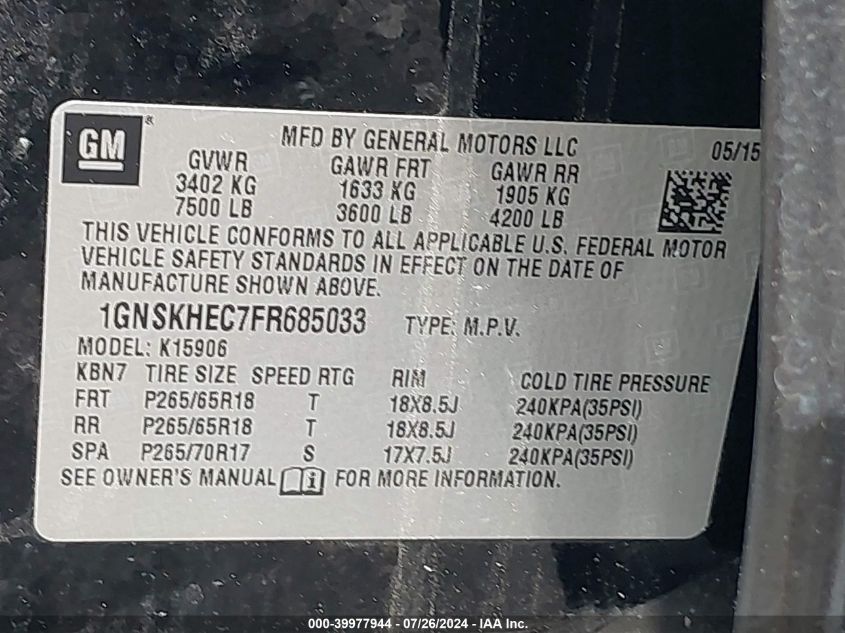 GM®
MFD BY GENERAL MOTORS LLC 05/15
GVWR GAWR FRT GAWR RR
3402 KG 1633 KG 1905 KG
7500 LB 3600 LB 4200 LB
THIS VEHICLE CONFORMS TO ALL APPLICABLE U.S. FEDERAL MOTOR
VEHICLE SAFETY STANDARDS IN EFFECT ON THE DATE OF
MANUFACTURE SHOWN ABOVE.
1GNSKHEC7FR685033 TYPE: M.P.V.
MODEL: K15906
KBN7 TIRE SIZE SPEED RTG RIM COLD TIRE PRESSURE
FRT P265/65R18 T 18X8.5J 240KPA(35PSI)
RR P265/65R18 T 18X8.5J 240KPA(35PSI)
SPA P265/70R17 S 17X7.5J 240KPA(35PSI)
SEE OWNER'S MANUAL i FOR MORE INFORMATION.
000-39977944 - 07/26/2024 - IAA Inc.